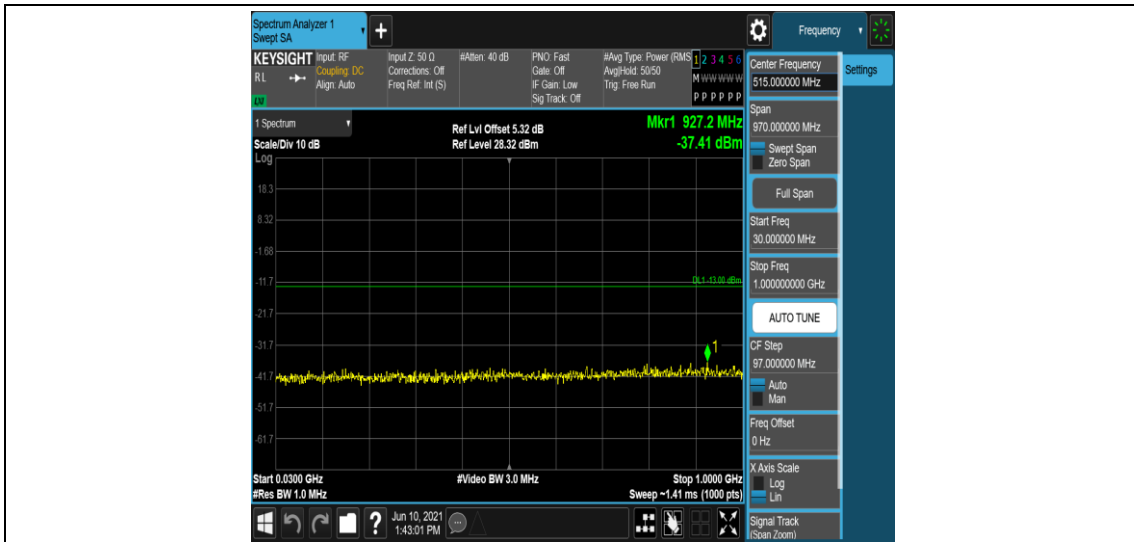 Spectrum Analyzer 1
Swept SA
+
Frequency
KEYSIGHT
RL
LXI
Input: RF
Coupling: DC
Align: Auto
Input Z: 50 Ω
Corrections: Off
Freq Ref: Int (S)
#Atten: 40 dB
PNO: Fast
Gate: Off
IF Gain: Low
Sig Track: Off
#Avg Type: Power (RMS
Avg|Hold: 50/50
Trig: Free Run
1 2 3 4 5 6
M W W W W W
P P P P P P
1 Spectrum
Scale/Div 10 dB
Log
Ref Lvl Offset 5.32 dB
Ref Level 28.32 dBm
Mkr1 927.2 MHz
-37.41 dBm
18.3
8.32
-1.68
-11.7
-21.7
-31.7
-41.7
-51.7
-61.7
DL1 -13.00 dBm
1
Start 0.0300 GHz
#Res BW 1.0 MHz
#Video BW 3.0 MHz
Stop 1.0000 GHz
Sweep ~1.41 ms (1000 pts)
Center Frequency
515.000000 MHz
Settings
Span
970.000000 MHz
Swept Span
Zero Span
Full Span
Start Freq
30.000000 MHz
Stop Freq
1.000000000 GHz
AUTO TUNE
CF Step
97.000000 MHz
Auto
Man
Freq Offset
0 Hz
X Axis Scale
Log
Lin
Signal Track
(Span Zoom)
?
Jun 10, 2021
1:43:01 PM